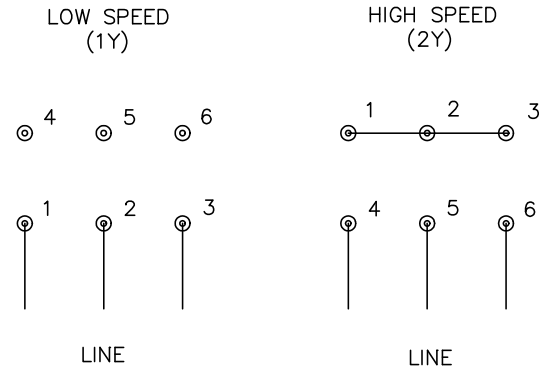 LOW SPEED
(1Y)
4 5 6
1 2 3
LINE
HIGH SPEED
(2Y)
1 2 3
4 5 6
LINE